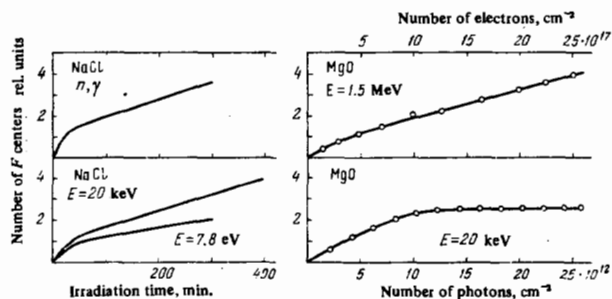 Number of electrons, cm⁻²
5 10 15 20 25·10¹⁷
Number of F centers rel. units
4
2
NaCl
n,γ
4
2
MgO
E=1.5 MeV
4
2
NaCl
E=20 keV
E=7.8 eV
200 400
Irradiation time, min.
4
2
MgO
E=20 keV
5 10 15 20 25·10¹²
Number of photons, cm⁻²